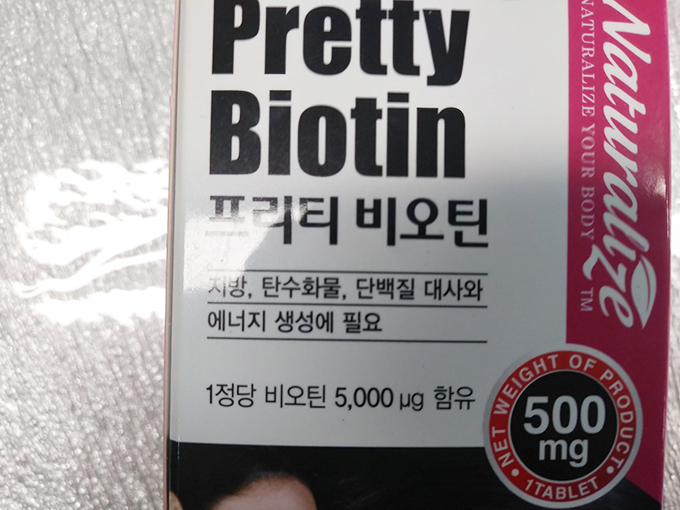 Pretty
Biotin
프리티 비오틴
지방, 탄수화물, 단백질 대사와
에너지 생성에 필요
1정당 비오틴 5,000 µg 함유
Naturalize™
NATURALIZE YOUR BODY
NET WEIGHT OF PRODUCT
500
mg
• 1TABLET •